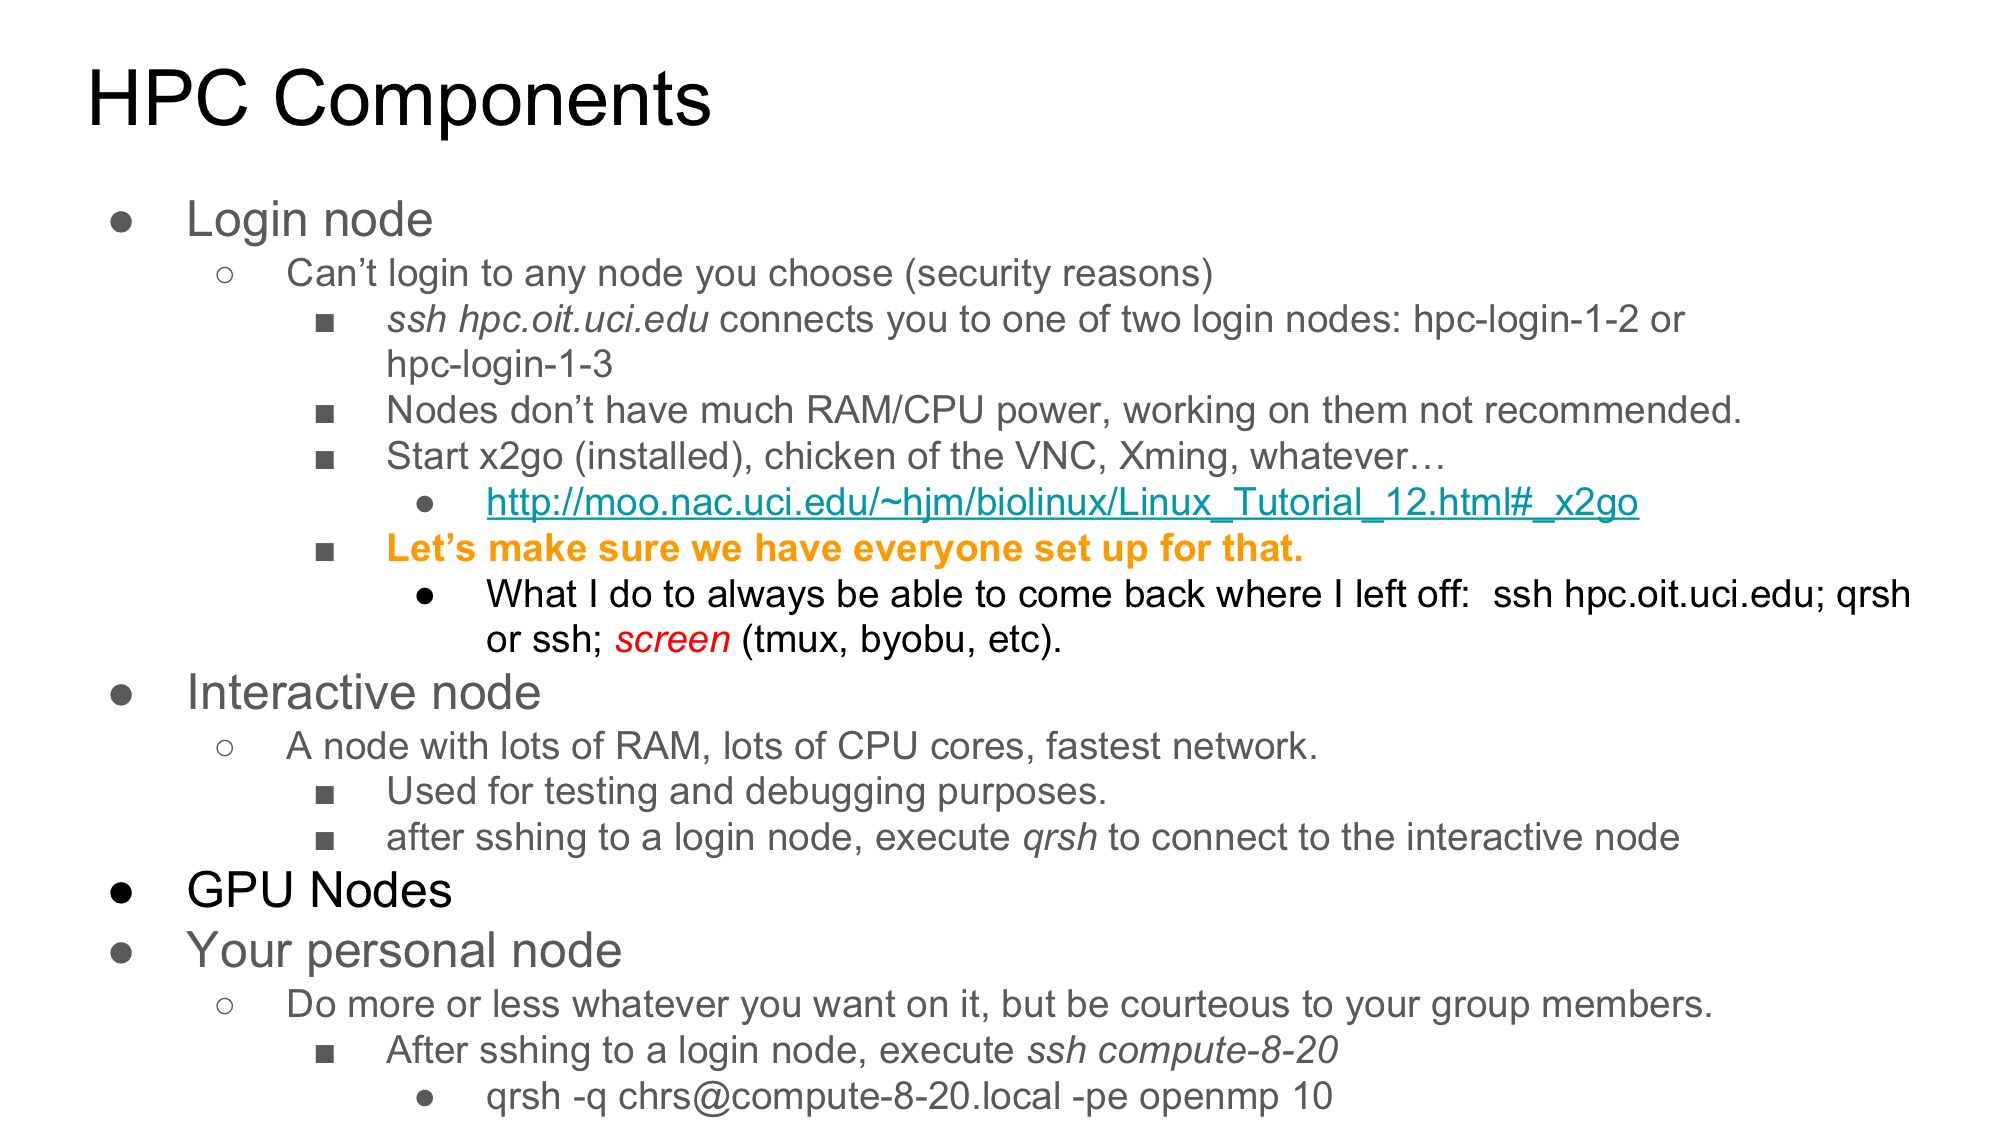 HPC Components
● Login node
○ Can’t login to any node you choose (security reasons)
■ ssh hpc.oit.uci.edu connects you to one of two login nodes: hpc-login-1-2 or
hpc-login-1-3
■ Nodes don’t have much RAM/CPU power, working on them not recommended.
■ Start x2go (installed), chicken of the VNC, Xming, whatever…
● http://moo.nac.uci.edu/~hjm/biolinux/Linux_Tutorial_12.html#_x2go
■ Let’s make sure we have everyone set up for that.
● What I do to always be able to come back where I left off:  ssh hpc.oit.uci.edu; qrsh
or ssh; screen (tmux, byobu, etc).
● Interactive node
○ A node with lots of RAM, lots of CPU cores, fastest network.
■ Used for testing and debugging purposes.
■ after sshing to a login node, execute qrsh to connect to the interactive node
● GPU Nodes
● Your personal node
○ Do more or less whatever you want on it, but be courteous to your group members.
■ After sshing to a login node, execute ssh compute-8-20
● qrsh -q chrs@compute-8-20.local -pe openmp 10